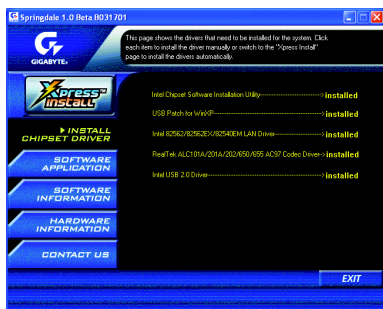 Springdale 1.0 Beta B031701
GIGABYTE™
This page shows the drivers that need to be installed for the system. Click
each item to install the driver manually or switch to the "Xpress Install"
page to install the drivers automatically.
Xpress™
Install
Intel Chipset Software Installation Utility
installed
USB Patch for WinXP
installed
Intel 82562/82562EX/82540EM LAN Driver
installed
RealTek ALC101A/201A/202/650/655 AC97 Codec Driver
installed
Intel USB 2.0 Driver
installed
INSTALL
CHIPSET DRIVER
SOFTWARE
APPLICATION
SOFTWARE
INFORMATION
HARDWARE
INFORMATION
CONTACT US
EXIT